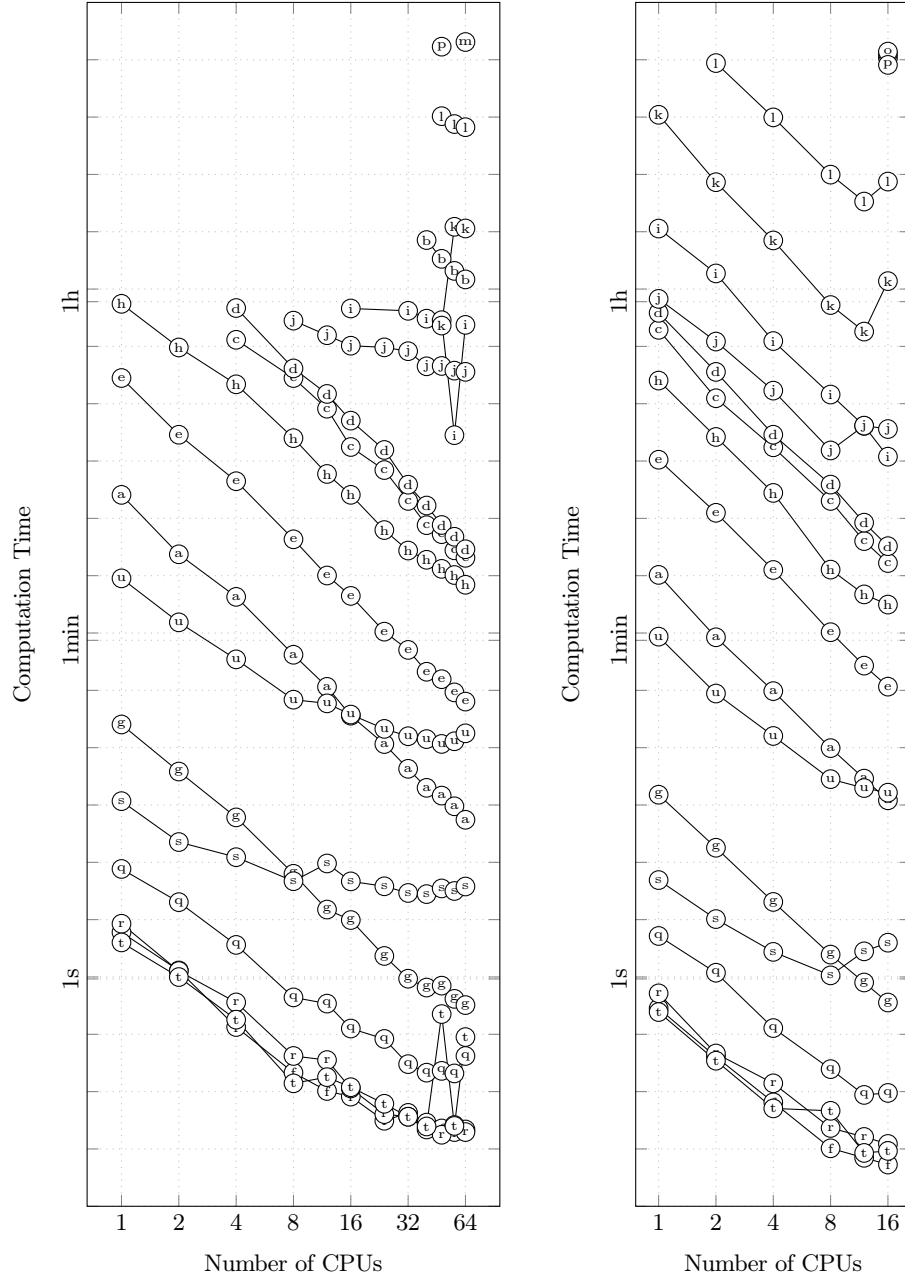 Computation Time
1h
1min
1s
1 2 4 8 16 32 64
Number of CPUs
p m
l l l
k k k
b b b b
h h h h h h h h h h h h
d d d d d d d d d d
c c c c c c c
j j j j j j j j j
i i i i i i
e e e e e e e e e e e e
a a a a a a a a a a a
u u u u u u u u u u u u
g g g g g g g g g g g g
s s s s s s s s s s s s
q q q q q q q q q q q q
r r r r r r r
f f
t t t t t t t t t t t t
Computation Time
1h
1min
1s
1 2 4 8 16
Number of CPUs
o
p
l l l l l
k k k k k k
i i i i i
j j j j j j
d d d d d d
c c c c c c
h h h h h h
e e e e e e
a a a a a
u u u u u u
g g g g g g
s s s s s s
q q q q q q
r r r r
f f
t t t t t t